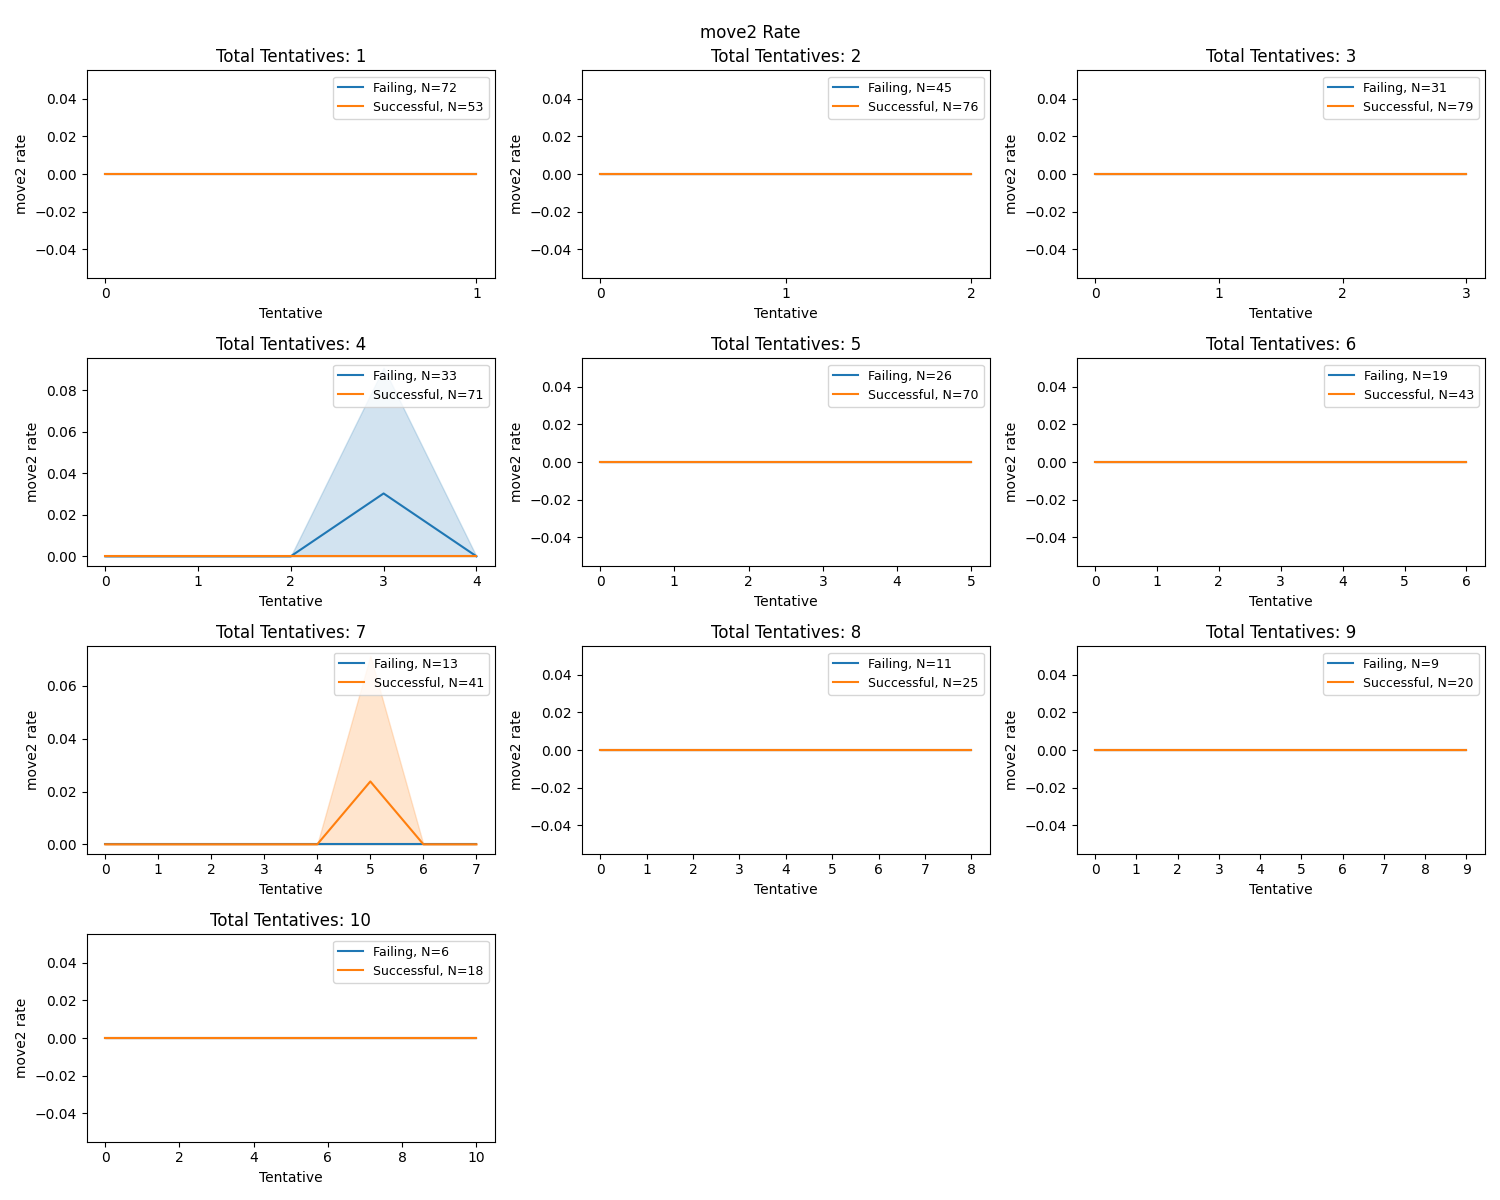 move2 Rate
Total Tentatives: 1
Failing, N=72
Successful, N=53
0.04
0.02
0.00
−0.02
−0.04
move2 rate
0 1
Tentative
Total Tentatives: 2
Failing, N=45
Successful, N=76
0.04
0.02
0.00
−0.02
−0.04
move2 rate
0 1 2
Tentative
Total Tentatives: 3
Failing, N=31
Successful, N=79
0.04
0.02
0.00
−0.02
−0.04
move2 rate
0 1 2 3
Tentative
Total Tentatives: 4
Failing, N=33
Successful, N=71
0.08
0.06
0.04
0.02
0.00
move2 rate
0 1 2 3 4
Tentative
Total Tentatives: 5
Failing, N=26
Successful, N=70
0.04
0.02
0.00
−0.02
−0.04
move2 rate
0 1 2 3 4 5
Tentative
Total Tentatives: 6
Failing, N=19
Successful, N=43
0.04
0.02
0.00
−0.02
−0.04
move2 rate
0 1 2 3 4 5 6
Tentative
Total Tentatives: 7
Failing, N=13
Successful, N=41
0.06
0.04
0.02
0.00
move2 rate
0 1 2 3 4 5 6 7
Tentative
Total Tentatives: 8
Failing, N=11
Successful, N=25
0.04
0.02
0.00
−0.02
−0.04
move2 rate
0 1 2 3 4 5 6 7 8
Tentative
Total Tentatives: 9
Failing, N=9
Successful, N=20
0.04
0.02
0.00
−0.02
−0.04
move2 rate
0 1 2 3 4 5 6 7 8 9
Tentative
Total Tentatives: 10
Failing, N=6
Successful, N=18
0.04
0.02
0.00
−0.02
−0.04
move2 rate
0 2 4 6 8 10
Tentative